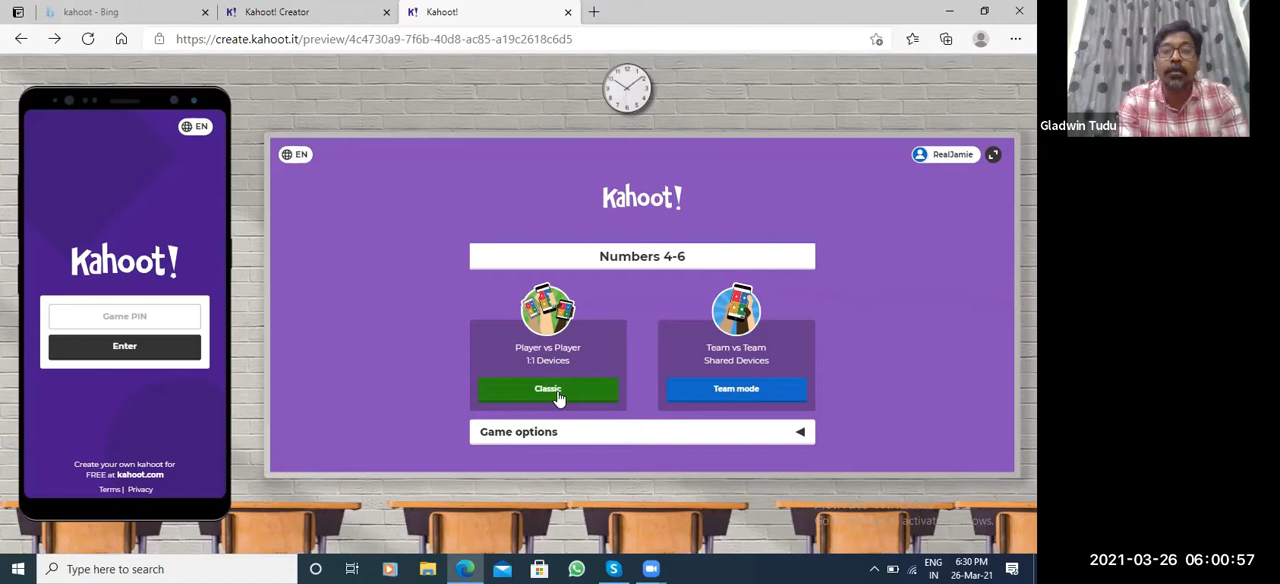 kahoot - Bing
K! Kahoot! Creator
K! Kahoot!
https://create.kahoot.it/preview/4c4730a9-7f6b-40d8-ac85-a19c2618c6d5
Gladwin Tudu
EN
Kahoot!
Game PIN
Enter
Create your own kahoot for
FREE at kahoot.com
Terms | Privacy
EN
RealJamie
Kahoot!
Numbers 4-6
Player vs Player
1:1 Devices
Classic
Team vs Team
Shared Devices
Team mode
Game options
Type here to search
ENG
IN
6:30 PM
26-Mar-21
2021-03-26 06:00:57